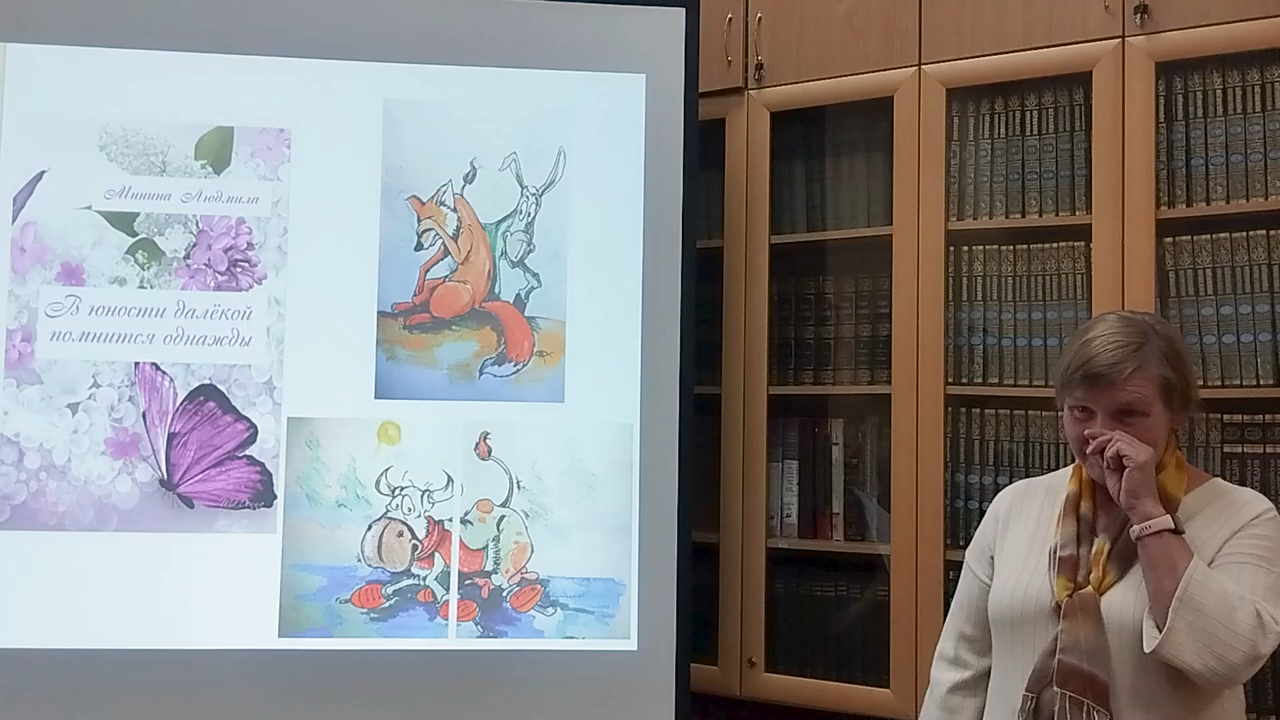 Минина Людмила
В юности далёкой
помнится однажды